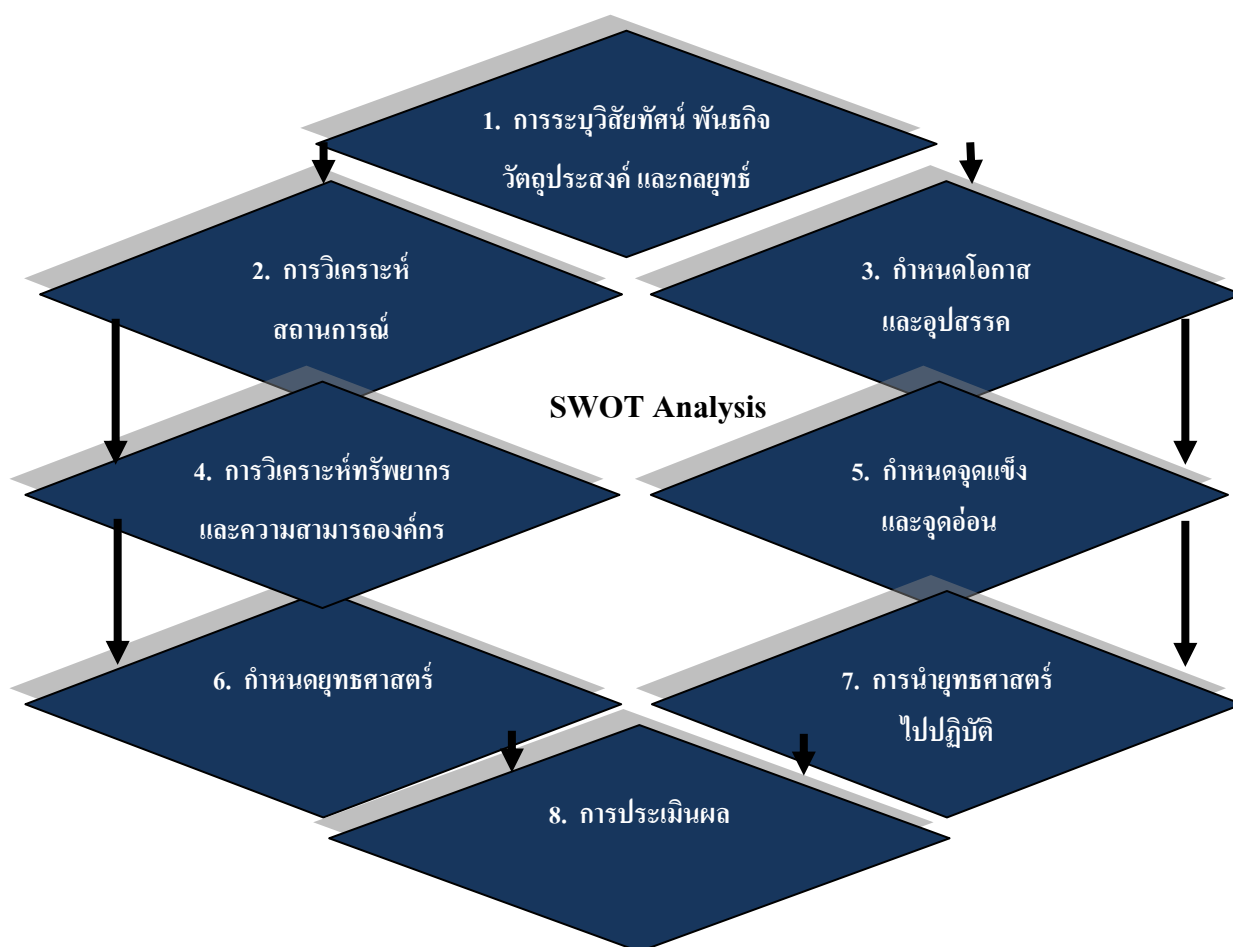 1. การระบุวิสัยทัศน์ พันธกิจ
วัตถุประสงค์ และกลยุทธ์
2. การวิเคราะห์
สถานการณ์
3. กำหนดโอกาส
และอุปสรรค
SWOT Analysis
4. การวิเคราะห์ทรัพยากร
และความสามารถองค์กร
5. กำหนดจุดแข็ง
และจุดอ่อน
6. กำหนดยุทธศาสตร์
7. การนำยุทธศาสตร์
ไปปฏิบัติ
8. การประเมินผล